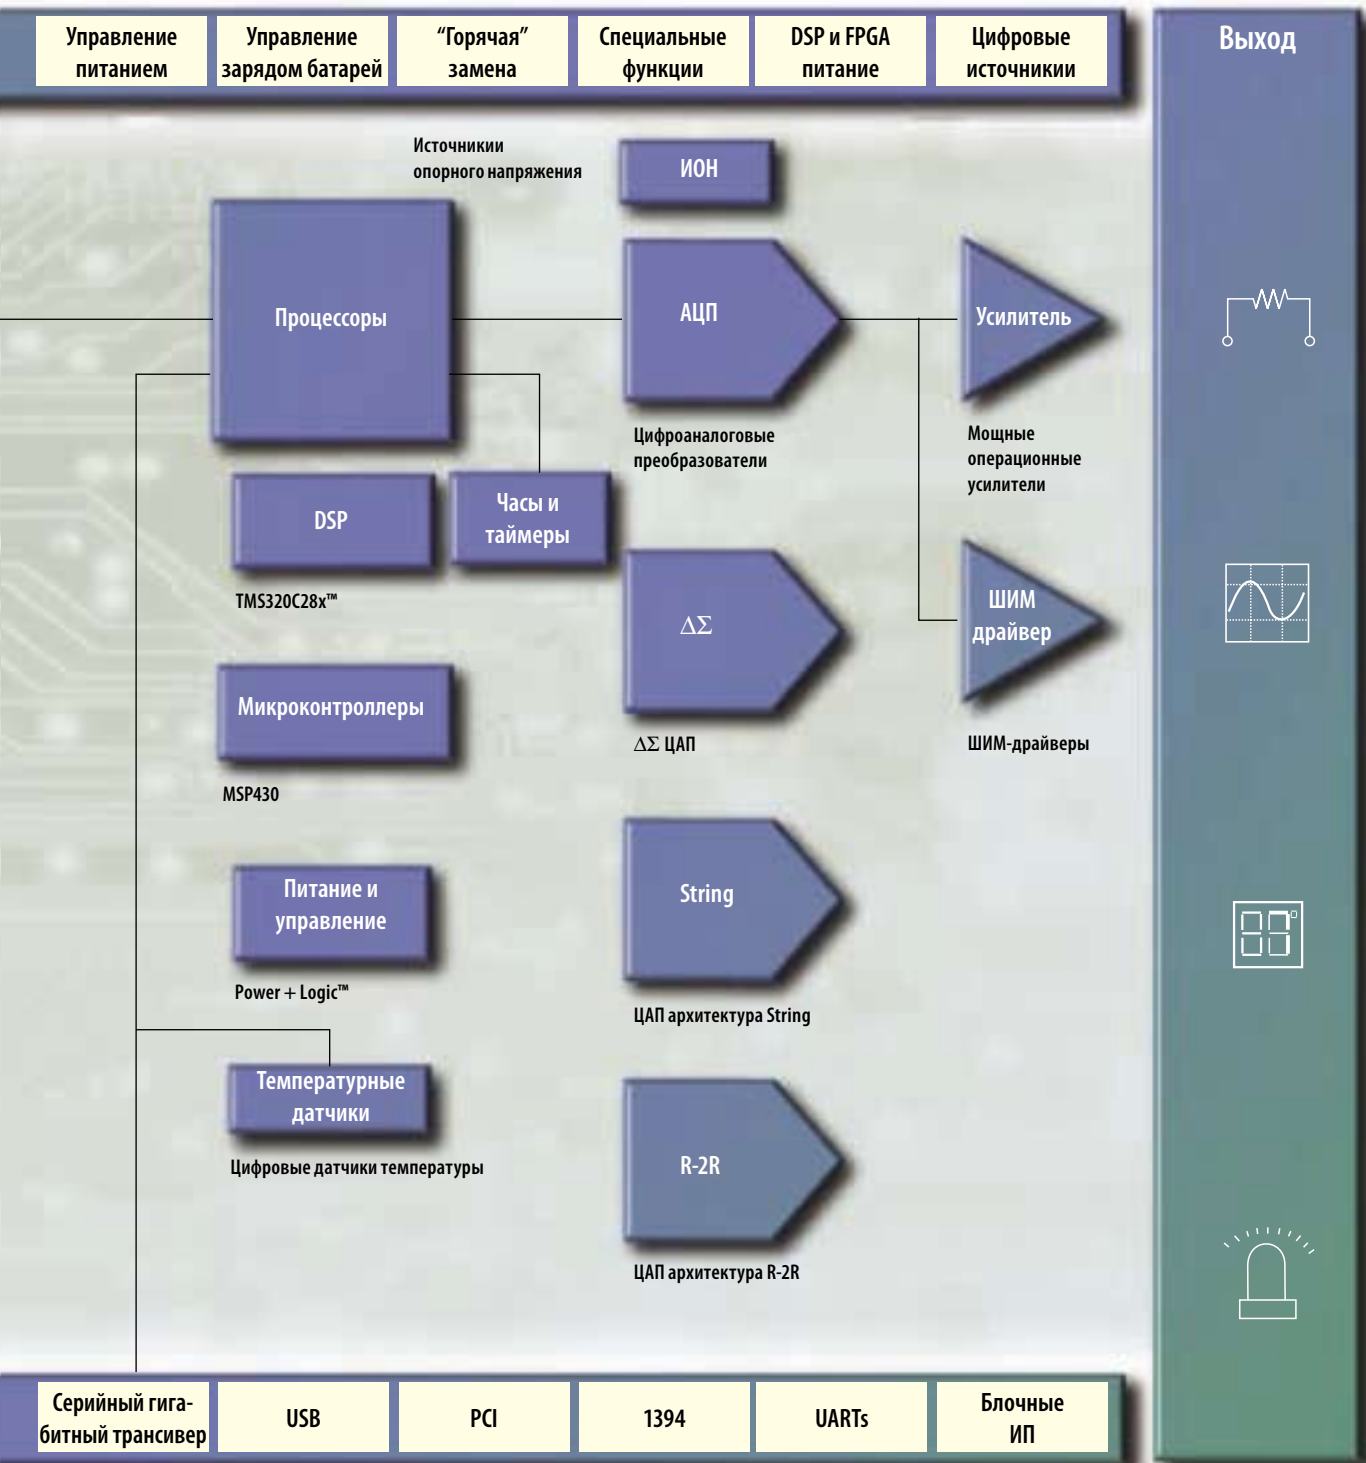 Управление
питанием
Управление
зарядом батарей
“Горячая”
замена
Специальные
функции
DSP и FPGA
питание
Цифровые
источникии
Выход
Источникии
опорного напряжения
ИОН
Процессоры
АЦП
Усилитель
Цифроаналоговые
преобразователи
Мощные
операционные
усилители
DSP
Часы и
таймеры
TMS320C28x™
ΔΣ
ШИМ
драйвер
Микроконтроллеры
ΔΣ ЦАП
ШИМ-драйверы
MSP430
Питание и
управление
String
Power + Logic™
ЦАП архитектура String
Температурные
датчики
Цифровые датчики температуры
R-2R
ЦАП архитектура R-2R
Серийный гига-
битный трансивер
USB
PCI
1394
UARTs
Блочные
ИП